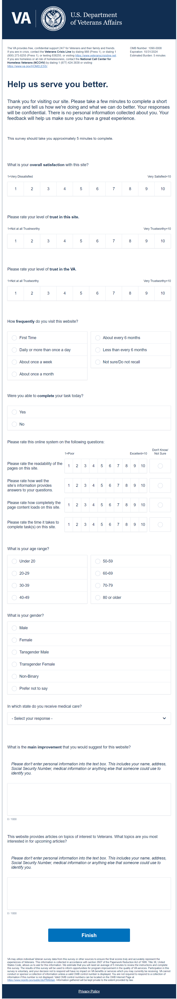 VA
U.S. Department
of Veterans Affairs
The VA provides free, confidential support 24/7 for Veterans and their family and friends.
If you are in crisis, contact the Veterans Crisis Line by dialing 988 (Press 1), or dialing 1
(800) 273-8255 (Press 1), or texting 838255, or visiting https://www.veteranscrisisline.net.
If you are homeless or at risk of homelessness, contact the National Call Center for
Homeless Veterans (NCCHV) by dialing 1 (877) 424-3838 or visiting
https://www.va.gov/HOMELESS/.
OMB Number: 1090-0008
Expiration: 10/31/2024
Estimated Burden: 5 minutes
Help us serve you better.
Thank you for visiting our site. Please take a few minutes to complete a short
survey and tell us how we're doing and what we can do better. Your responses
will be confidential. There is no personal information collected about you. Your
feedback will help us make sure you have a great experience.
This survey should take you approximately 5 minutes to complete.
What is your overall satisfaction with this site?
1=Very Dissatisfied Very Satisfied=10
1 2 3 4 5 6 7 8 9 10
Please rate your level of trust in this site.
1=Not at all Trustrworthy Very Trustworthy=10
1 2 3 4 5 6 7 8 9 10
Please rate your level of trust in the VA.
1=Not at all Trustworthy Very Trustworthy=10
1 2 3 4 5 6 7 8 9 10
How frequently do you visit this website?
First Time
Daily or more than once a day
About once a week
About once a month
About every 6 months
Less than every 6 months
Not sure/Do not recall
Were you able to complete your task today?
Yes
No
Please rate this online system on the following questions:
1=Poor Excellent=10
Don't Know/
Not Sure
Please rate the readability of the
pages on this site.
1 2 3 4 5 6 7 8 9 10
Please rate how well the
site's information provides
answers to your questions.
1 2 3 4 5 6 7 8 9 10
Please rate how completely the
page content loads on this site.
1 2 3 4 5 6 7 8 9 10
Please rate the time it takes to
complete task(s) on this site.
1 2 3 4 5 6 7 8 9 10
What is your age range?
Under 20
20-29
30-39
40-49
50-59
60-69
70-79
80 or older
What is your gender?
Male
Female
Tansgender Male
Transgender Female
Non-Binary
Prefer not to say
In which state do you receive medical care?
- Select your response -
What is the main improvement that you would suggest for this website?
Please don't enter personal information into the text box. This includes your name, address,
Social Security Number, medical information or anything else that someone could use to
identify you.
0 / 1000
This website provides articles on topics of interest to Veterans. What topics are you most
interested in for upcoming articles?
Please don't enter personal information into the text box. This includes your name, address,
Social Security Number, medical information or anything else that someone could use to
identify you.
0 / 1000
Finish
VA may utilize individual Veteran survey data from this survey or other sources to ensure the final scores truly and accurately represent the
experiences of Veterans. This information is collected in accordance with section 3507 of the Paperwork Reduction Act of 1995. Title 38, United
States Code, allows us to ask for this information. We estimate that you will need an average of 5 minutes to review the instructions and complete
this survey. The results of this survey will be used to inform opportunities for program improvement in the quality of VA services. Participation in this
survey is voluntary, and your decision not to respond will have no impact on VA benefits or services which you may currently be receiving. VA cannot
conduct or sponsor a collection of information unless a valid OMB control number is displayed. You are not required to respond to a collection of
information if this number is not displayed. Valid OMB control numbers can be located on the OMB Internet Page at
https://www.reginfo.gov/public/do/PRAMain. Information gathered will be kept private to the extent provided by law.
Privacy Policy